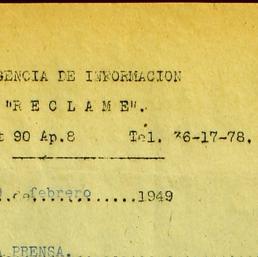 GENCIA DE INFORMACION
"R E C L A M E".
t 90 Ap.8 Tel. 36-17-78.
febrero 1949
PRENSA.